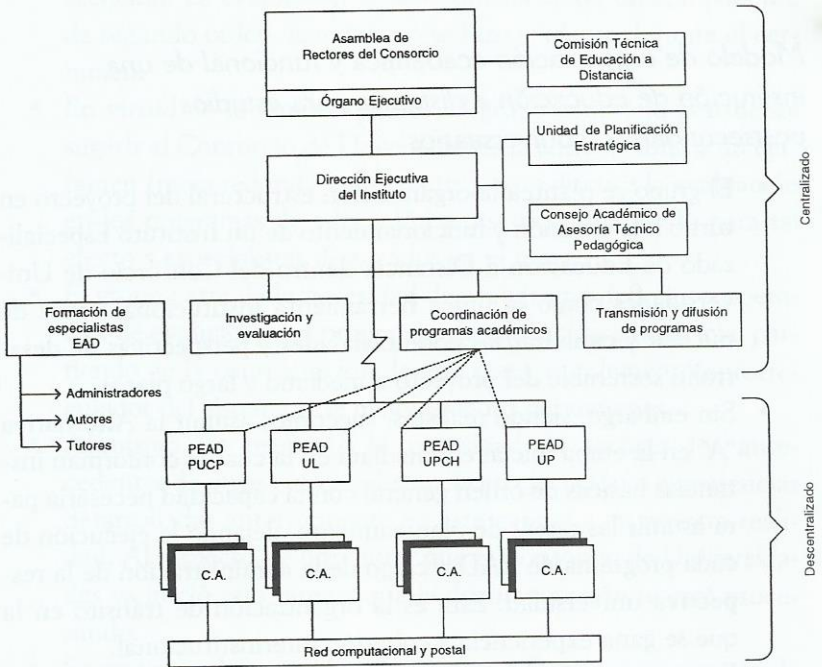 Asamblea de
Rectores del Consorcio
Órgano Ejecutivo
Comisión Técnica
de Educación a
Distancia
Unidad de Planificación
Estratégica
Dirección Ejecutiva
del Instituto
Consejo Académico de
Asesoría Técnico
Pedagógica
Centralizado
Formación de
especialistas
EAD
Investigación y
evaluación
Coordinación de
programas académicos
Transmisión y difusión
de programas
Administradores
Autores
Tutores
PEAD
PUCP
PEAD
UL
PEAD
UPCH
PEAD
UP
C.A.
C.A.
C.A.
C.A.
Red computacional y postal
Descentralizado